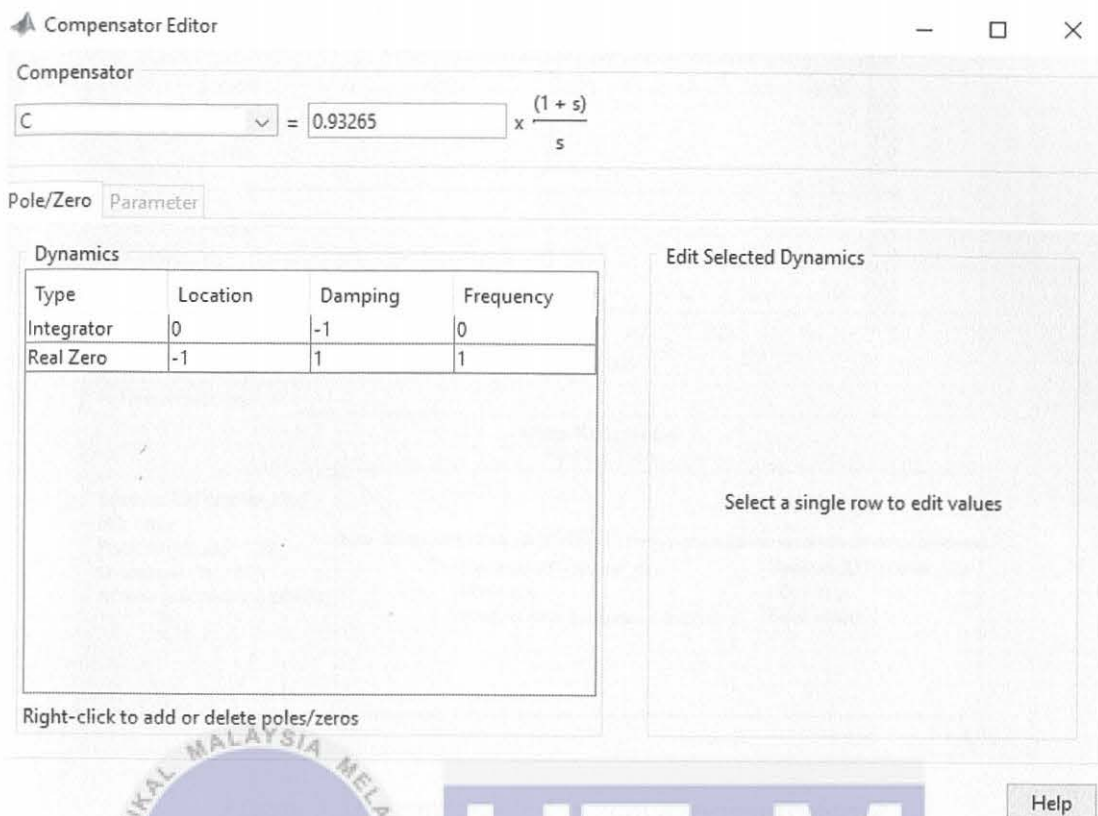 Compensator Editor
Compensator
C = 0.93265 x (1 + s)
s
Pole/Zero Parameter
Dynamics
Type Location Damping Frequency
Integrator 0 -1 0
Real Zero -1 1 1
Edit Selected Dynamics
Select a single row to edit values
Right-click to add or delete poles/zeros
MALAYSIA
Help